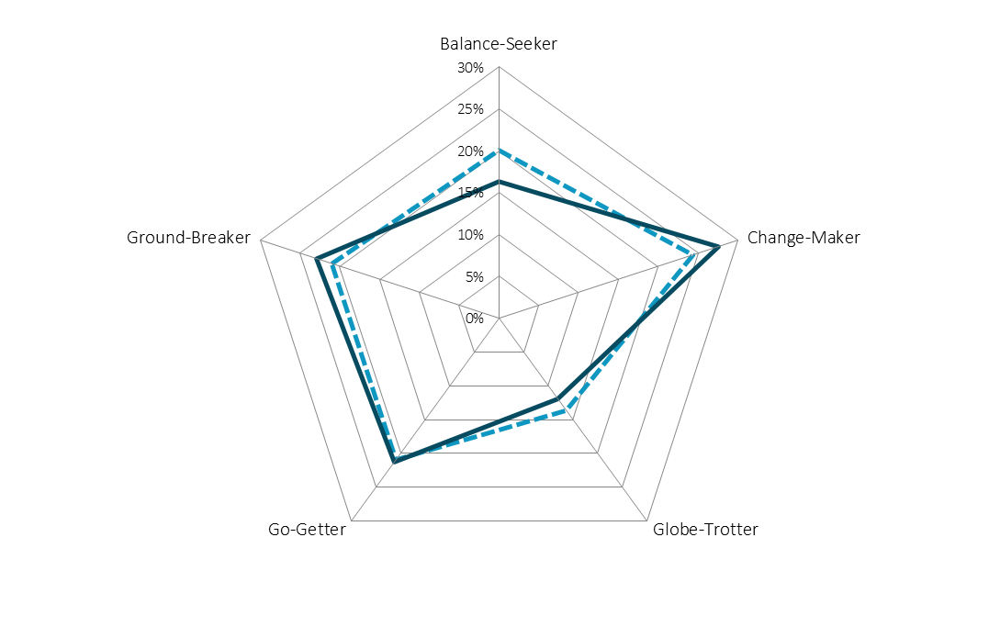 Balance-Seeker
30%
25%
20%
15%
10%
5%
0%
Ground-Breaker
Change-Maker
Go-Getter
Globe-Trotter